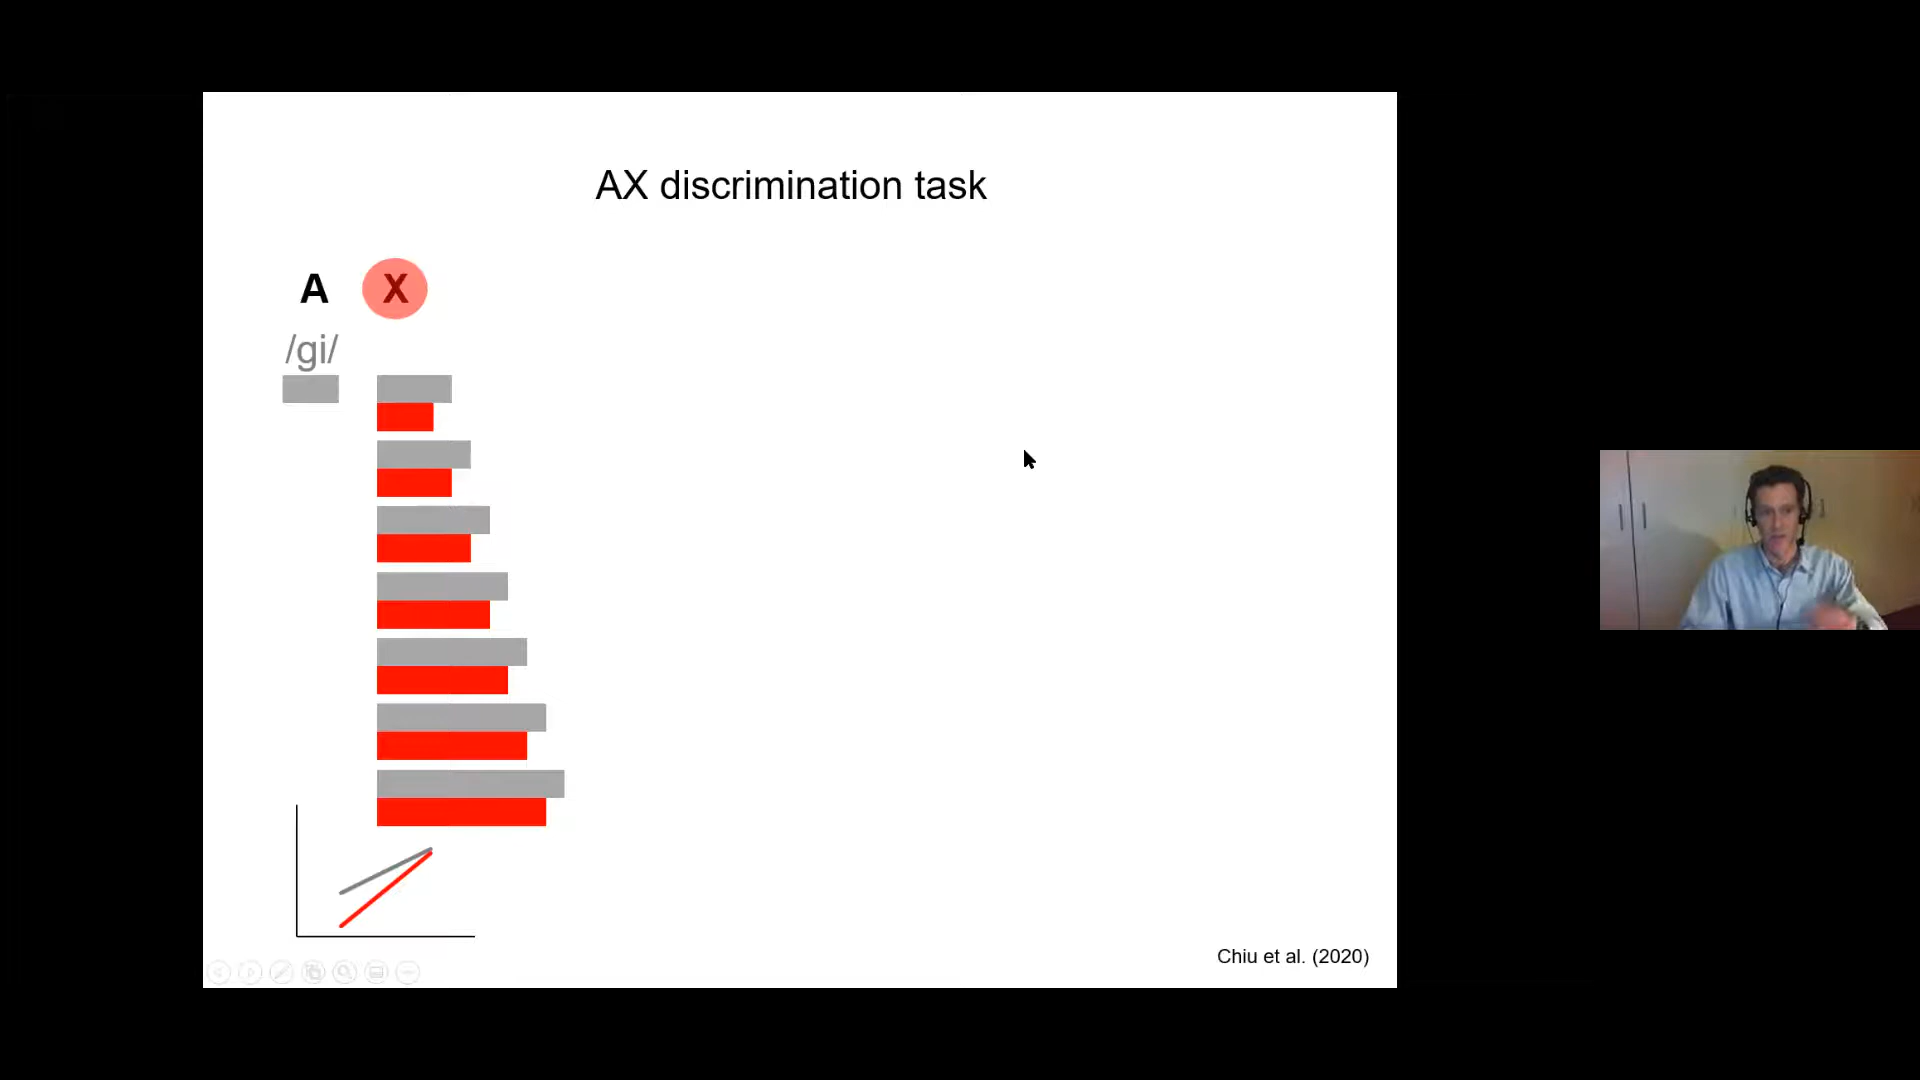 AX discrimination task
A X
/gi/
Chiu et al. (2020)